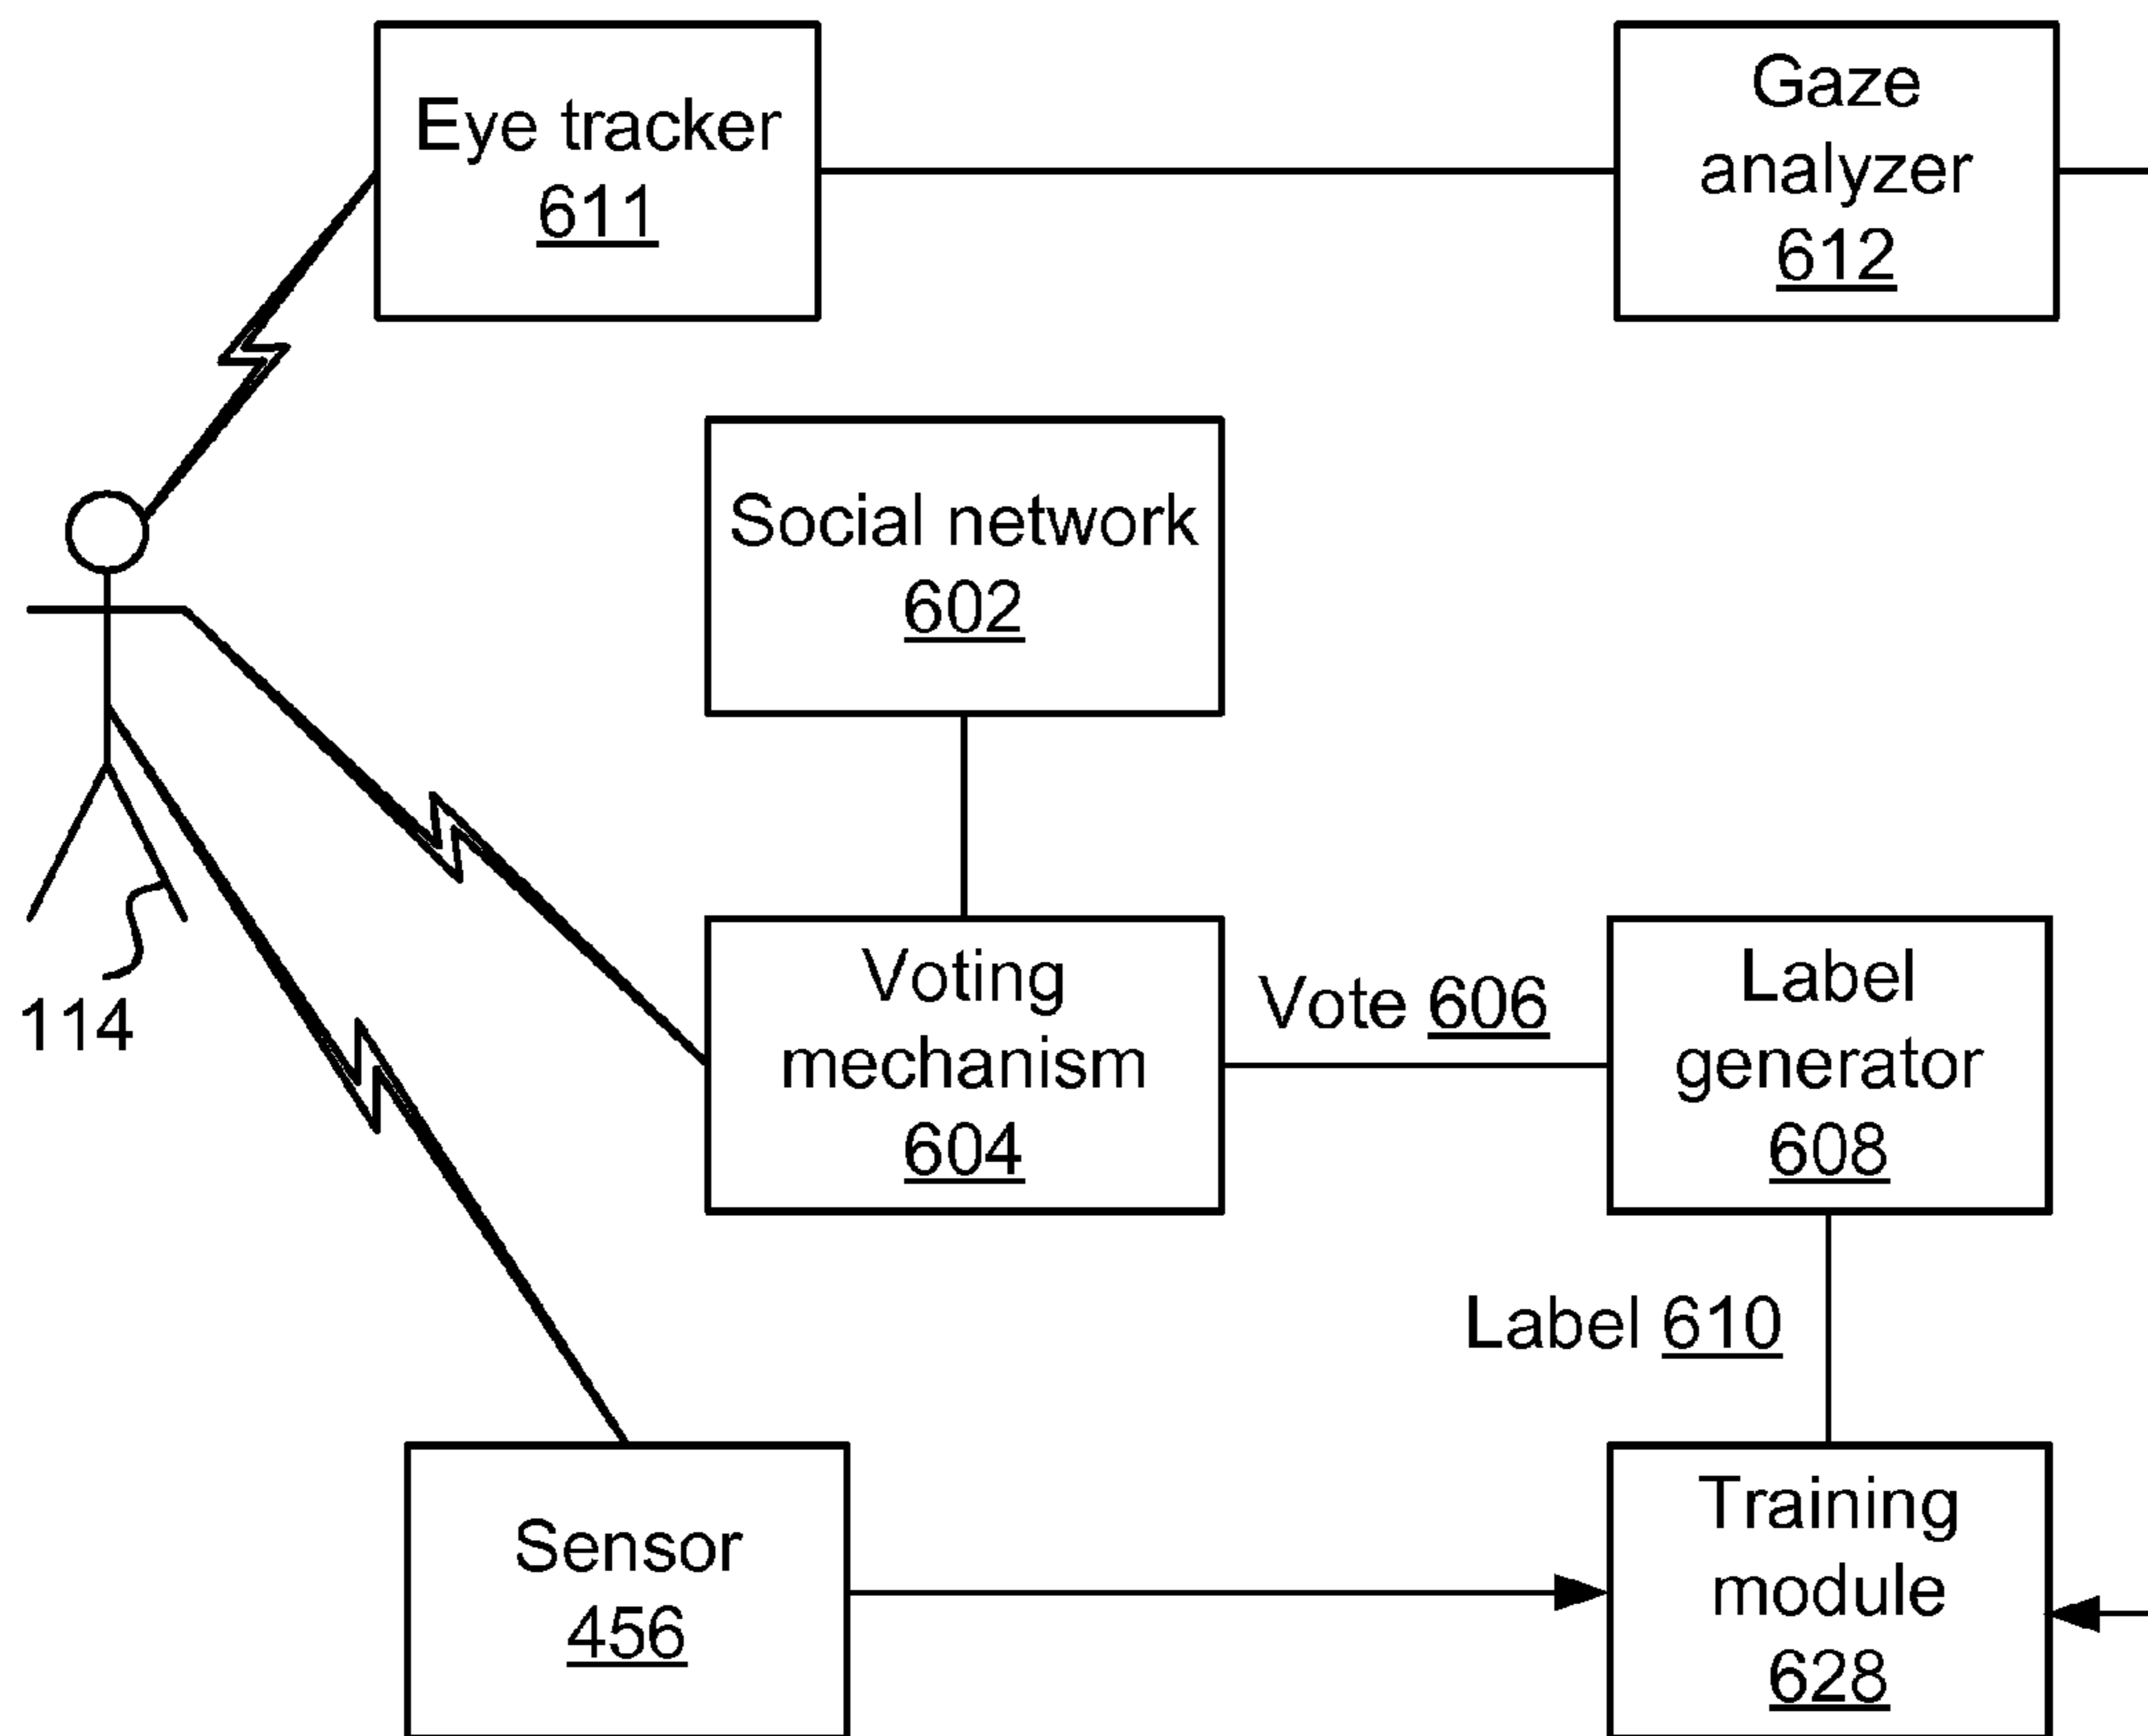 Eye tracker
611
Gaze
analyzer
612
Social network
602
114
Voting
mechanism
604
Vote 606
Label
generator
608
Label 610
Sensor
456
Training
module
628